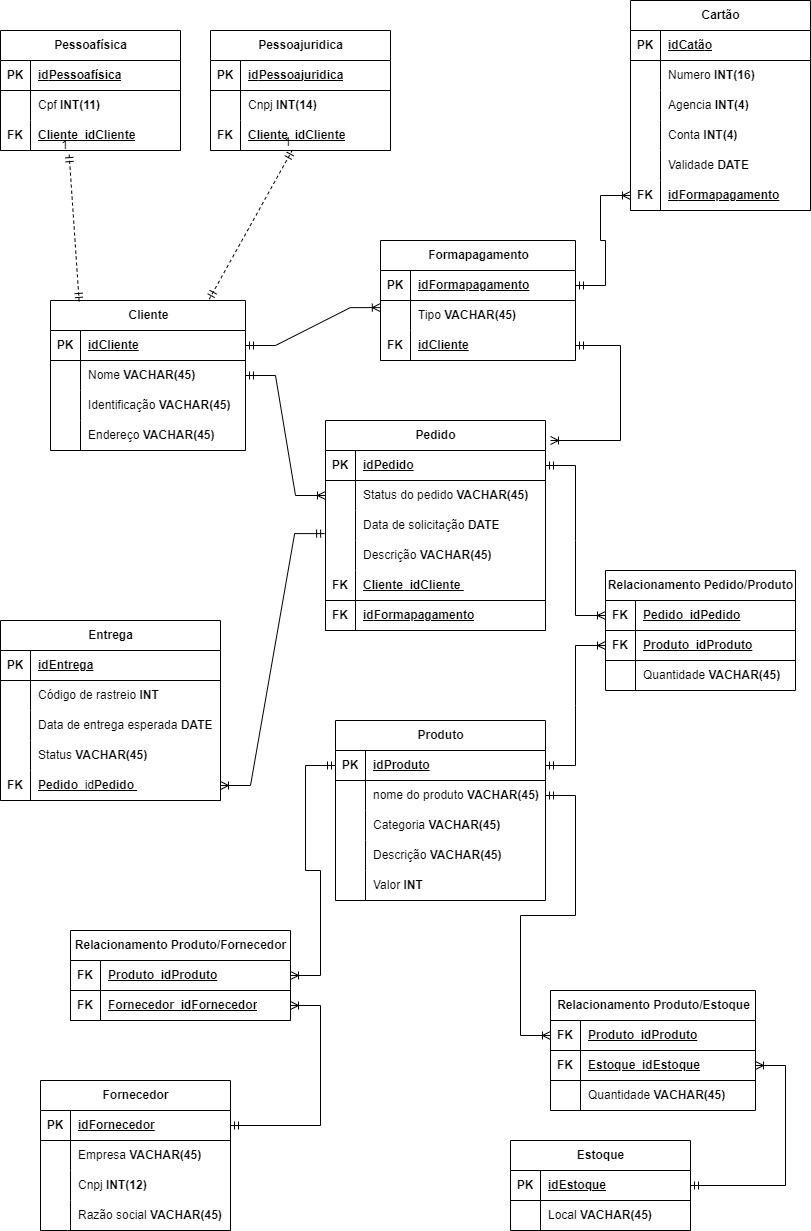 Cartão
PK idCatão
Numero INT(16)
Agencia INT(4)
Conta INT(4)
Validade DATE
FK idFormapagamento
Pessoafísica
PK idPessoafísica
Cpf INT(11)
FK Cliente_idCliente
1
Pessoajuridica
PK idPessoajuridica
Cnpj INT(14)
FK Cliente_idCliente
1
Formapagamento
PK idFormapagamento
Tipo VACHAR(45)
FK idCliente
Cliente
PK idCliente
Nome VACHAR(45)
Identificação VACHAR(45)
Endereço VACHAR(45)
Pedido
PK idPedido
Status do pedido VACHAR(45)
Data de solicitação DATE
Descrição VACHAR(45)
FK Cliente_idCliente
FK idFormapagamento
Relacionamento Pedido/Produto
FK Pedido_idPedido
FK Produto_idProduto
Quantidade VACHAR(45)
Entrega
PK idEntrega
Código de rastreio INT
Data de entrega esperada DATE
Status VACHAR(45)
FK Pedido_idPedido
Produto
PK idProduto
nome do produto VACHAR(45)
Categoria VACHAR(45)
Descrição VACHAR(45)
Valor INT
Relacionamento Produto/Fornecedor
FK Produto_idProduto
FK Fornecedor_idFornecedor
Relacionamento Produto/Estoque
FK Produto_idProduto
FK Estoque_idEstoque
Quantidade VACHAR(45)
Fornecedor
PK idFornecedor
Empresa VACHAR(45)
Cnpj INT(12)
Razão social VACHAR(45)
Estoque
PK idEstoque
Local VACHAR(45)